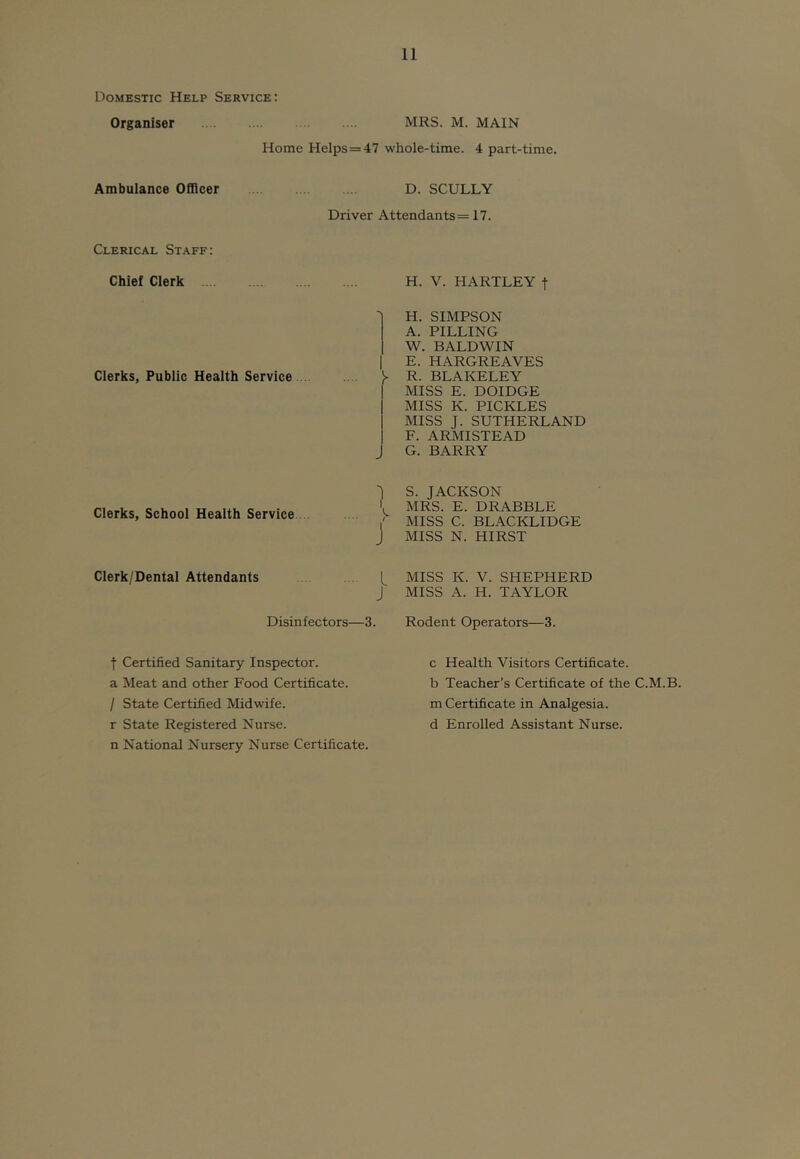 11
Domestic Help Service:
Organiser .... .... .... .... MRS. M. MAIN
Home Helps=47 whole-time. 4 part-time.
Ambulance Officer .... .... .... D. SCULLY
Driver Attendants=17.
Clerical Staff:
Chief Clerk .... .... .... .... H. V. HARTLEY †
H. SIMPSON
A. PILLING
W. BALDWIN
E. HARGREAVES
Clerks, Public Health Service .... .... R. BLAKELEY
MISS E. DOIDGE
MISS K. PICKLES
MISS J. SUTHERLAND
F. ARMISTEAD
G. BARRY
S. JACKSON
Clerks, School Health Service .... .... MRS. E. DRABBLE
MISS C. BLACKLIDGE
MISS N. HIRST
Clerk/Dental Attendants .... .... MISS K. V. SHEPHERD
MISS A. H. TAYLOR
Disinfectors—3. Rodent Operators—3.
† Certified Sanitary Inspector.
a Meat and other Food Certificate.
/ State Certified Midwife.
r State Registered Nurse.
n National Nursery Nurse Certificate.
c Health Visitors Certificate.
b Teacher's Certificate of the C.M.B.
m Certificate in Analgesia.
d Enrolled Assistant Nurse.